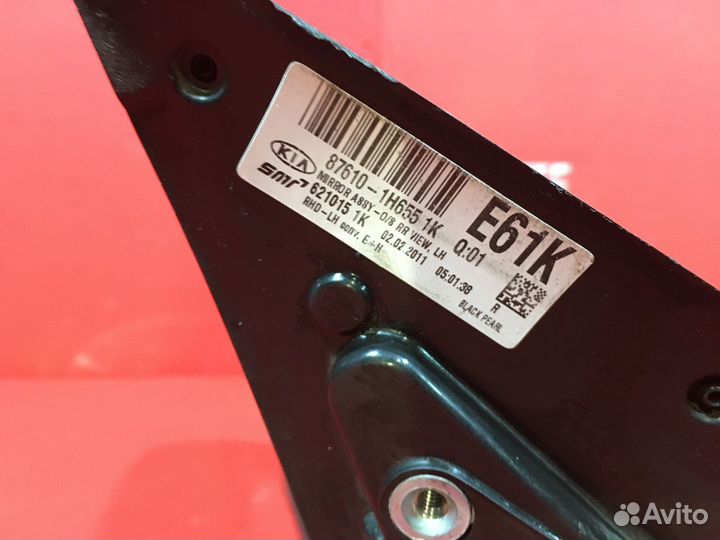 KIA
87610-1H655 1K Q:01
MIRROR ASSY-O/S RR VIEW, LH
smr 621015 1K 02.02.2011 05:01:38
RHD-LH conv. E+H
E61K
R
BLACK PEARL
Avito